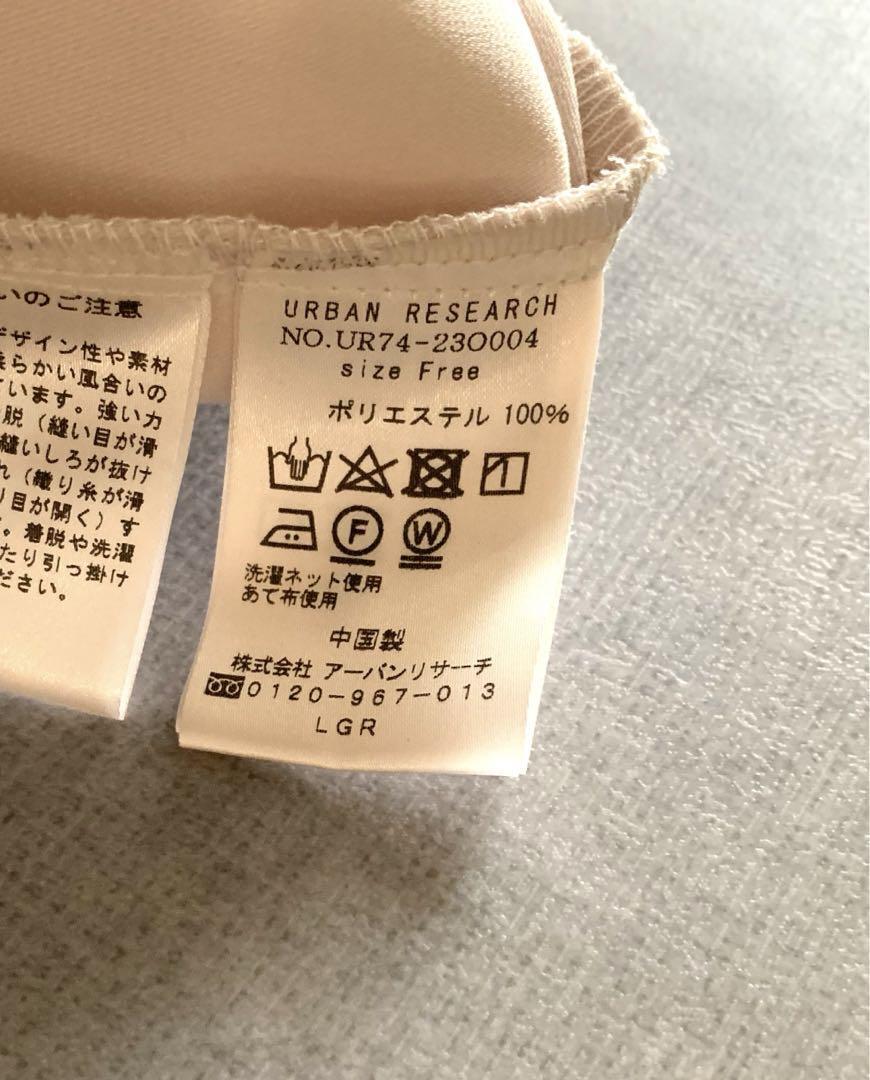 いのご注意
デザイン性や素材
柔らかい風合いの
ています。強い力
脱（縫い目が滑
縫いしろが抜け
れ（織り糸が滑
り目が開く）す
。着脱や洗濯
たり引っ掛け
ださい。
URBAN RESEARCH
NO.UR74-23O004
size Free
ポリエステル 100%
F W
洗濯ネット使用
あて布使用
中国製
株式会社 アーバンリサーチ
0120-967-013
LGR